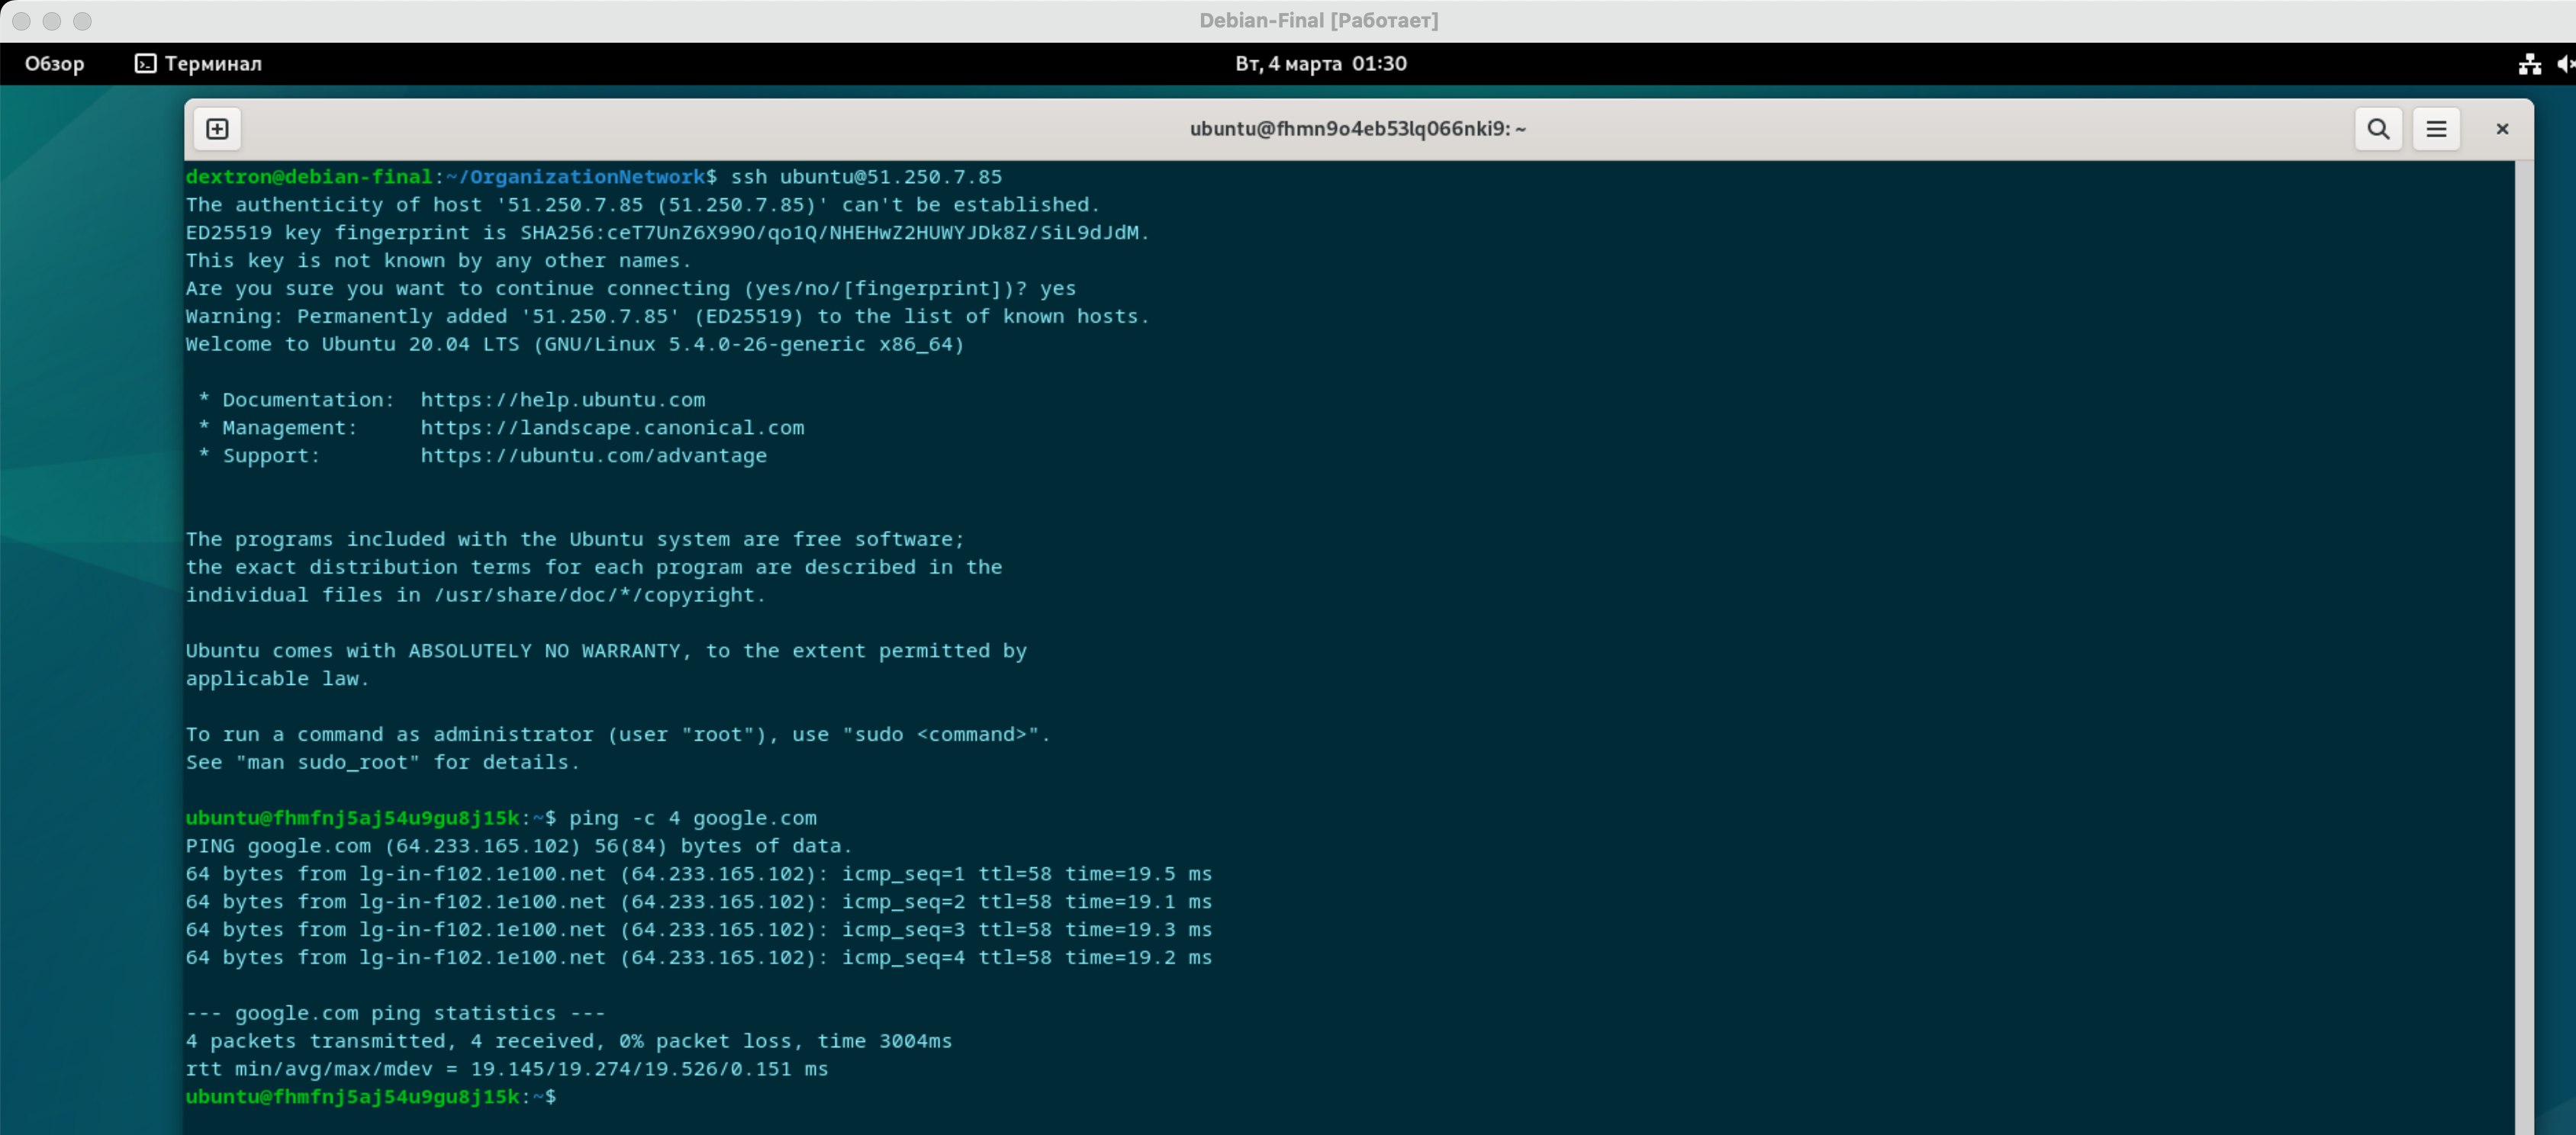 Debian-Final [Работает]
Обзор Терминал Вт, 4 марта 01:30
ubuntu@fhmn9o4eb53lq066nki9: ~
dextron@debian-final:~/OrganizationNetwork$ ssh ubuntu@51.250.7.85
The authenticity of host '51.250.7.85 (51.250.7.85)' can't be established.
ED25519 key fingerprint is SHA256:ceT7UnZ6X99O/qo1Q/NHEHwZ2HUWYJDk8Z/SiL9dJdM.
This key is not known by any other names.
Are you sure you want to continue connecting (yes/no/[fingerprint])? yes
Warning: Permanently added '51.250.7.85' (ED25519) to the list of known hosts.
Welcome to Ubuntu 20.04 LTS (GNU/Linux 5.4.0-26-generic x86_64)
* Documentation: https://help.ubuntu.com
* Management: https://landscape.canonical.com
* Support: https://ubuntu.com/advantage
The programs included with the Ubuntu system are free software;
the exact distribution terms for each program are described in the
individual files in /usr/share/doc/*/copyright.
Ubuntu comes with ABSOLUTELY NO WARRANTY, to the extent permitted by
applicable law.
To run a command as administrator (user "root"), use "sudo <command>".
See "man sudo_root" for details.
ubuntu@fhmfnj5aj54u9gu8j15k:~$ ping -c 4 google.com
PING google.com (64.233.165.102) 56(84) bytes of data.
64 bytes from lg-in-f102.1e100.net (64.233.165.102): icmp_seq=1 ttl=58 time=19.5 ms
64 bytes from lg-in-f102.1e100.net (64.233.165.102): icmp_seq=2 ttl=58 time=19.1 ms
64 bytes from lg-in-f102.1e100.net (64.233.165.102): icmp_seq=3 ttl=58 time=19.3 ms
64 bytes from lg-in-f102.1e100.net (64.233.165.102): icmp_seq=4 ttl=58 time=19.2 ms
--- google.com ping statistics ---
4 packets transmitted, 4 received, 0% packet loss, time 3004ms
rtt min/avg/max/mdev = 19.145/19.274/19.526/0.151 ms
ubuntu@fhmfnj5aj54u9gu8j15k:~$